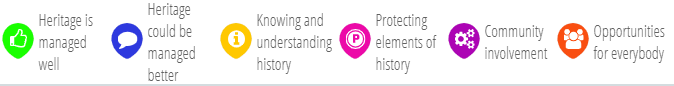 Heritage is
managed
well
Heritage
could be
managed
better
Knowing and
understanding
history
P
Protecting
elements of
history
Community
involvement
Opportunities
for everybody